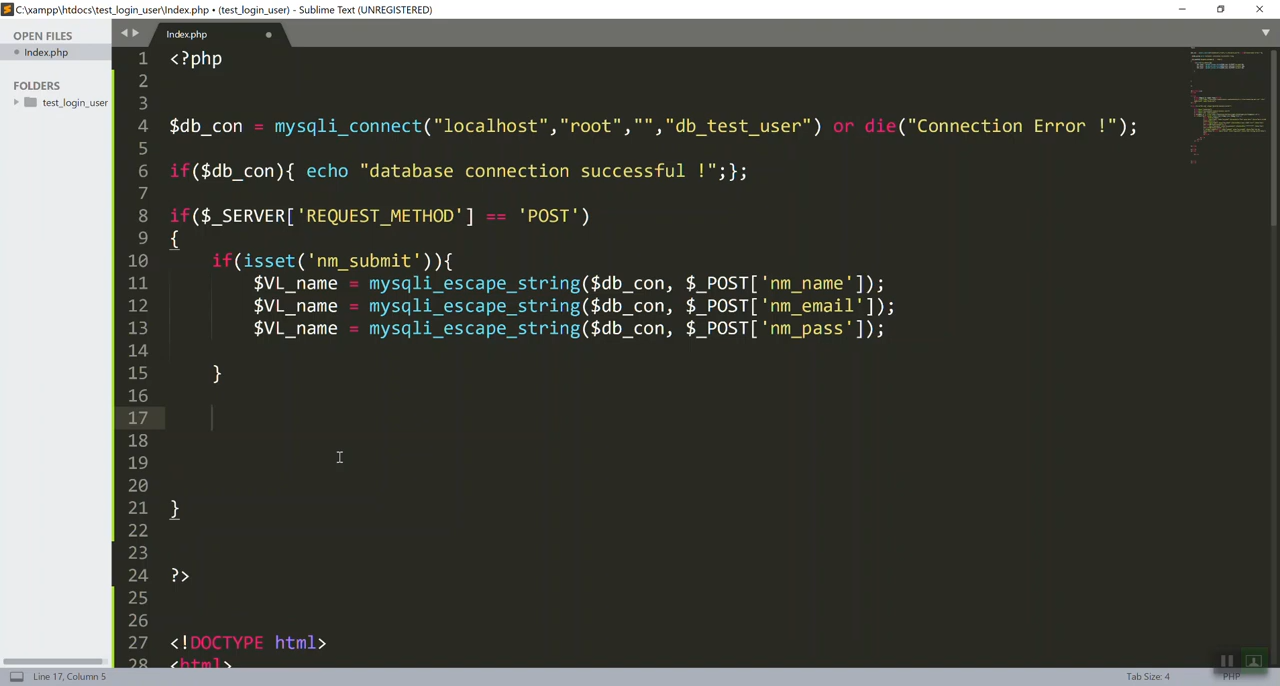 C:\xampp\htdocs\test_login_user\Index.php • (test_login_user) - Sublime Text (UNREGISTERED)
OPEN FILES
Index.php
FOLDERS
test_login_user
Index.php
1 <?php
2
3
4 $db_con = mysqli_connect("localhost","root","","db_test_user") or die("Connection Error !");
5
6 if($db_con){ echo "database connection successful !";};
7
8 if($_SERVER['REQUEST_METHOD'] == 'POST')
9 {
10 if(isset('nm_submit')){
11 $VL_name = mysqli_escape_string($db_con, $_POST['nm_name']);
12 $VL_name = mysqli_escape_string($db_con, $_POST['nm_email']);
13 $VL_name = mysqli_escape_string($db_con, $_POST['nm_pass']);
14
15 }
16
17
18
19
20
21 }
22
23
24 ?>
25
26
27 <!DOCTYPE html>
28 <html>
Line 17, Column 5
Tab Size: 4
PHP